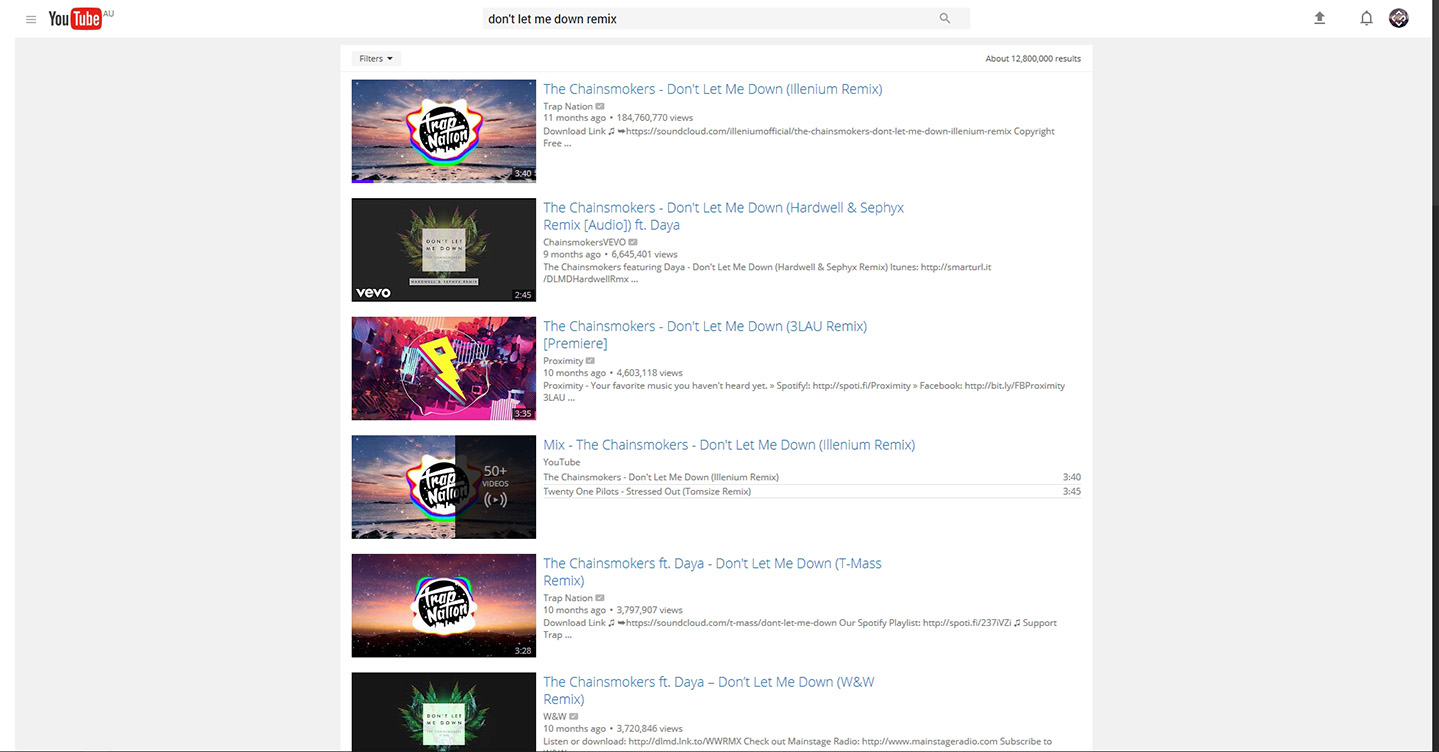 YouTube AU
don't let me down remix
Filters
About 12,800,000 results
Trap Nation
3:40
The Chainsmokers - Don't Let Me Down (Illenium Remix)
Trap Nation
11 months ago • 184,760,770 views
Download Link ♫ ➥https://soundcloud.com/illeniumofficial/the-chainsmokers-dont-let-me-down-illenium-remix Copyright
Free ...
DON'T LET
ME DOWN
HARDWELL & SEPHYX REMIX
vevo
2:45
The Chainsmokers - Don't Let Me Down (Hardwell & Sephyx
Remix [Audio]) ft. Daya
ChainsmokersVEVO
9 months ago • 6,645,401 views
The Chainsmokers featuring Daya - Don't Let Me Down (Hardwell & Sephyx Remix) Itunes: http://smarturl.it
/DLMDHardwellRmx ...
3:35
The Chainsmokers - Don't Let Me Down (3LAU Remix)
[Premiere]
Proximity
10 months ago • 4,603,118 views
Proximity - Your favorite music you haven't heard yet. » Spotify!: http://spoti.fi/Proximity » Facebook: http://bit.ly/FBProximity
3LAU ...
Trap Nation
50+
VIDEOS
Mix - The Chainsmokers - Don't Let Me Down (Illenium Remix)
YouTube
The Chainsmokers - Don't Let Me Down (Illenium Remix) 3:40
Twenty One Pilots - Stressed Out (Tomsize Remix) 3:45
Trap Nation
3:28
The Chainsmokers ft. Daya - Don't Let Me Down (T-Mass
Remix)
Trap Nation
10 months ago • 3,797,907 views
Download Link ♫ ➥https://soundcloud.com/t-mass/dont-let-me-down Our Spotify Playlist: http://spoti.fi/237iVZi ♫ Support
Trap ...
DON'T LET
ME DOWN
The Chainsmokers ft. Daya – Don't Let Me Down (W&W
Remix)
W&W
10 months ago • 3,720,846 views
Listen or download: http://dlmd.lnk.to/WWRMX Check out Mainstage Radio: http://www.mainstageradio.com Subscribe to